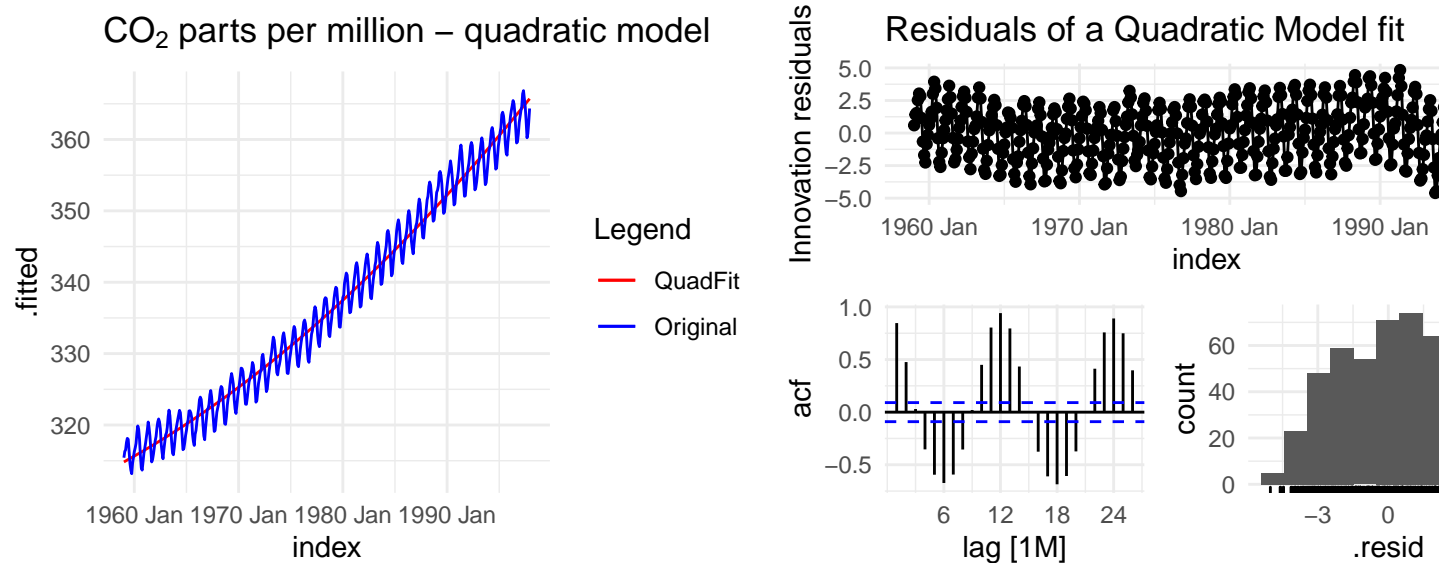 CO₂ parts per million – quadratic model
.fitted
360
350
340
330
320
1960 Jan 1970 Jan 1980 Jan 1990 Jan
index
Legend
QuadFit
Original
Residuals of a Quadratic Model fit
Innovation residuals
5.0
2.5
0.0
−2.5
−5.0
1960 Jan 1970 Jan 1980 Jan 1990 Jan
index
acf
1.0
0.5
0.0
−0.5
6 12 18 24
lag [1M]
count
60
40
20
0
−3 0
.resid